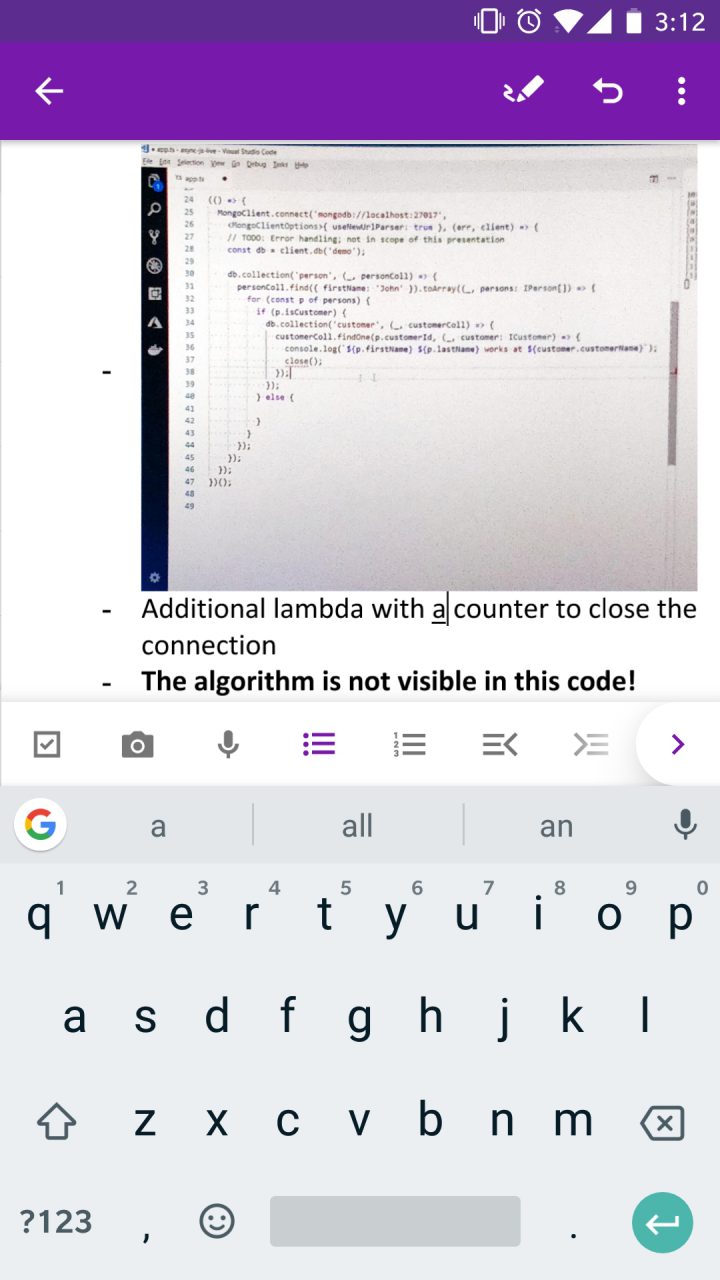 3:12
app.ts - async-js-live - Visual Studio Code
File Edit Selection View Go Debug Tasks Help
TS app.ts
24 (() => {
25 MongoClient.connect('mongodb://localhost:27017',
26 <MongoClientOptions>{ useNewUrlParser: true }, (err, client) => {
27 // TODO: Error handling; not in scope of this presentation
28 const db = client.db('demo');
29
30 db.collection('person', (_, personColl) => {
31 personColl.find({ firstName: 'John' }).toArray((_, persons: IPerson[]) => {
32 for (const p of persons) {
33 if (p.isCustomer) {
34 db.collection('customer', (_, customerColl) => {
35 customerColl.findOne(p.customerId, (_, customer: ICustomer) => {
36 console.log(`${p.firstName} ${p.lastName} works at ${customer.customerName}`);
37 close();
38 });
39 });
40 } else {
41
42 }
43 }
44 });
45 });
46 });
47 })();
48
49
- Additional lambda with a counter to close the
connection
- The algorithm is not visible in this code!
a all an
1 2 3 4 5 6 7 8 9 0
q w e r t y u i o p
a s d f g h j k l
z x c v b n m
?123 , .